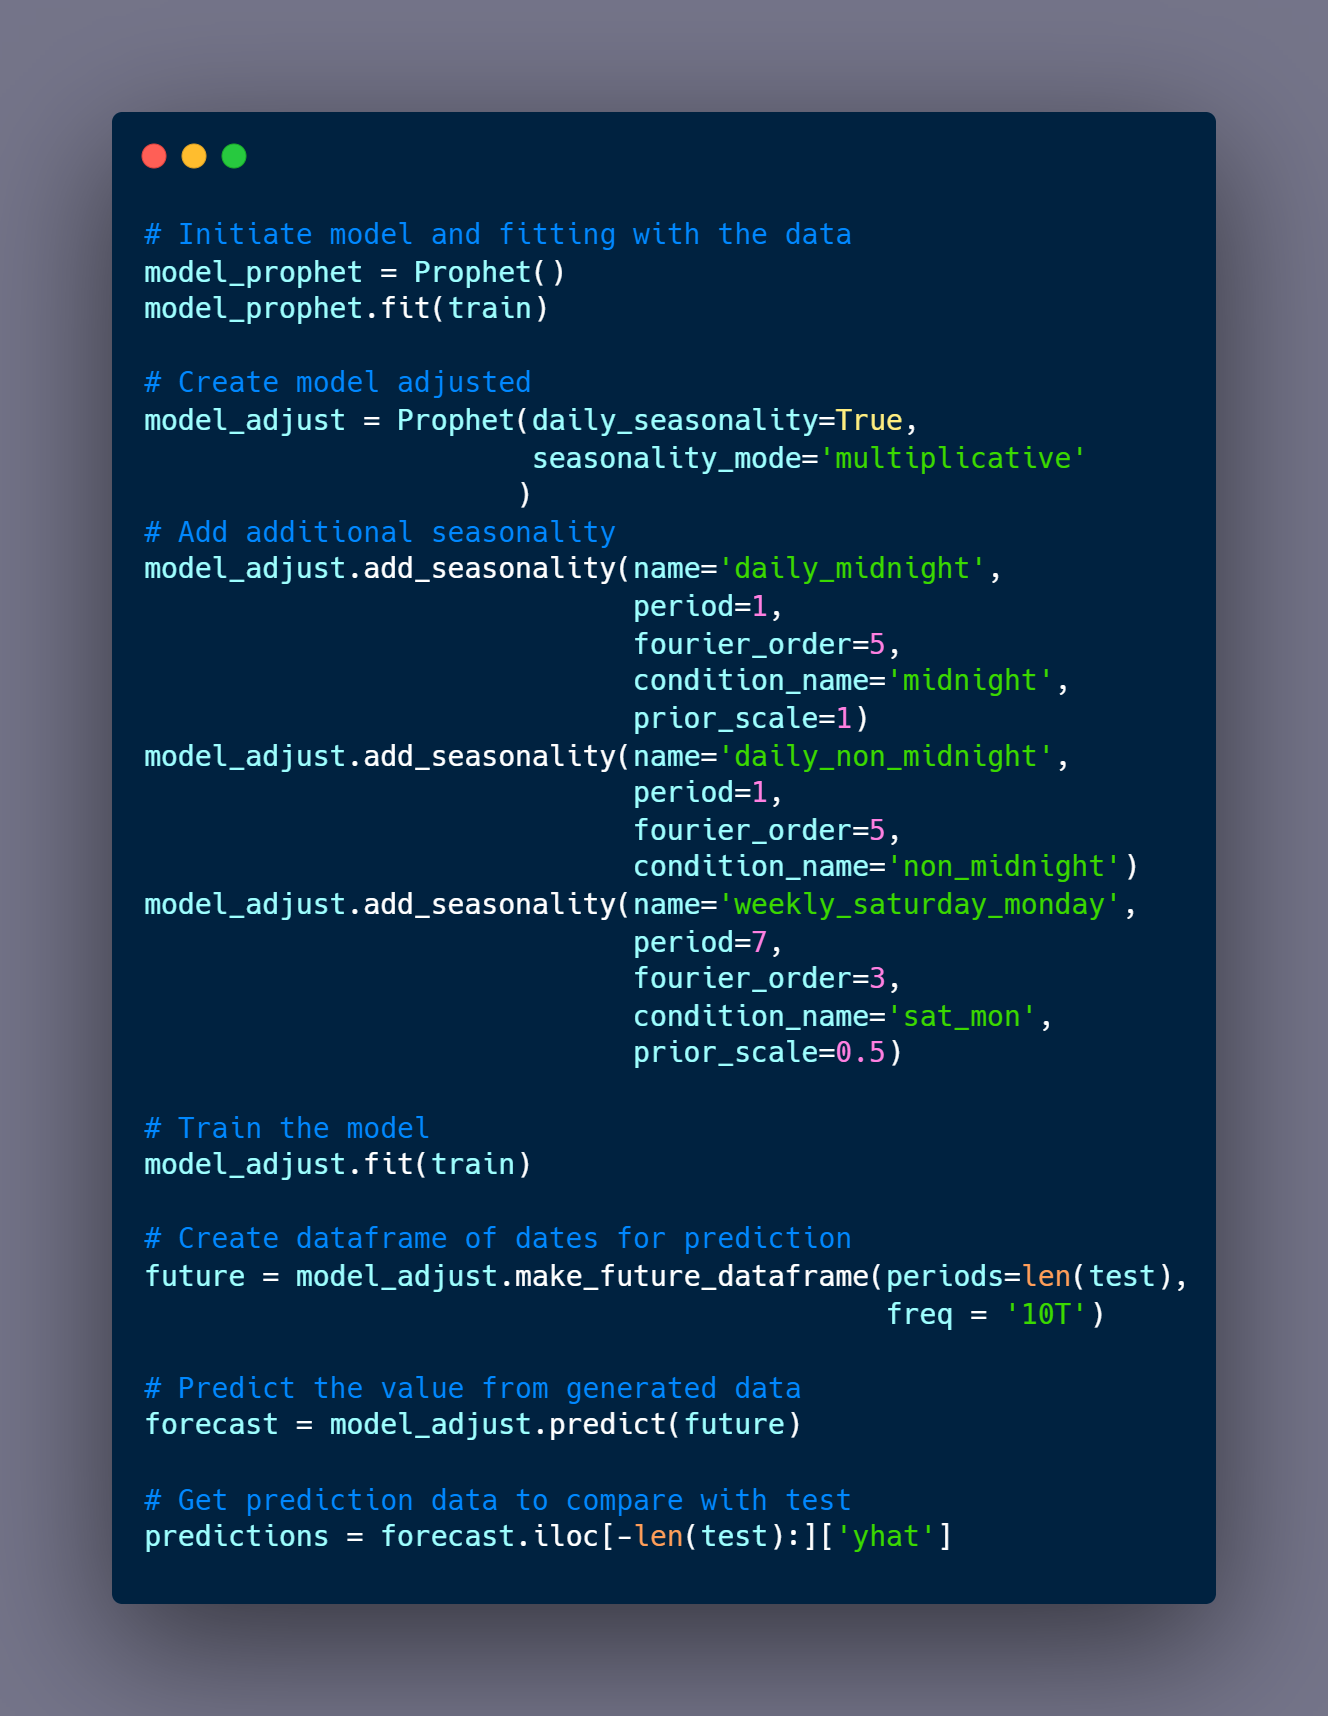 # Initiate model and fitting with the data
model_prophet = Prophet()
model_prophet.fit(train)

# Create model adjusted
model_adjust = Prophet(daily_seasonality=True,
                       seasonality_mode='multiplicative'
                      )
# Add additional seasonality
model_adjust.add_seasonality(name='daily_midnight',
                             period=1,
                             fourier_order=5,
                             condition_name='midnight',
                             prior_scale=1)
model_adjust.add_seasonality(name='daily_non_midnight',
                             period=1,
                             fourier_order=5,
                             condition_name='non_midnight')
model_adjust.add_seasonality(name='weekly_saturday_monday',
                             period=7,
                             fourier_order=3,
                             condition_name='sat_mon',
                             prior_scale=0.5)

# Train the model
model_adjust.fit(train)

# Create dataframe of dates for prediction
future = model_adjust.make_future_dataframe(periods=len(test),
                                            freq = '10T')

# Predict the value from generated data
forecast = model_adjust.predict(future)

# Get prediction data to compare with test
predictions = forecast.iloc[-len(test):]['yhat']